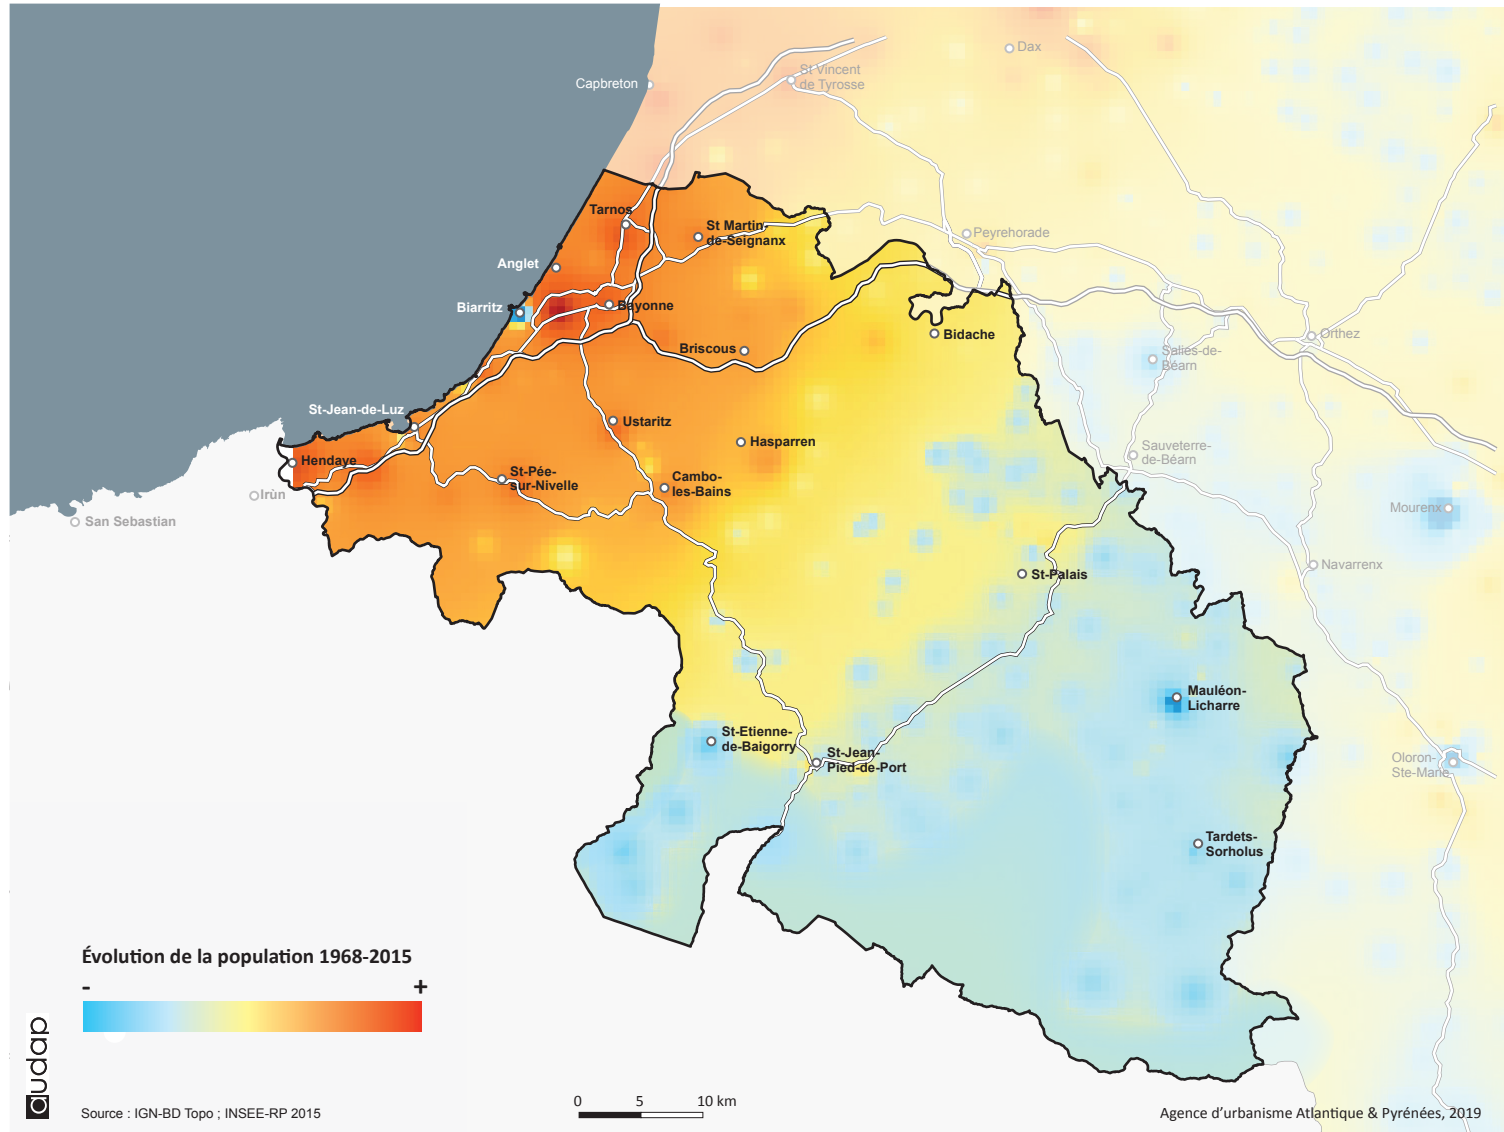 Dax
St Vincent
de Tyrosse
Capbreton
Tarnos
St Martin-
de-Seignanx
Peyrehorade
Anglet
Biarritz
Bayonne
Bidache
Orthez
Briscous
Salies-de-
Béarn
St-Jean-de-Luz
Ustaritz
Hasparren
Sauveterre-
de-Béarn
Hendaye
St-Pée-
sur-Nivelle
Cambo-
les-Bains
Irùn
San Sebastian
Mourenx
Navarrenx
St-Palais
Mauléon-
Licharre
St-Etienne-
de-Baigorry
St-Jean-
Pied-de-Port
Oloron-
Ste-Marie
Tardets-
Sorholus
Évolution de la population 1968-2015
- +
audap
Source : IGN-BD Topo ; INSEE-RP 2015
0 5 10 km
Agence d'urbanisme Atlantique & Pyrénées, 2019